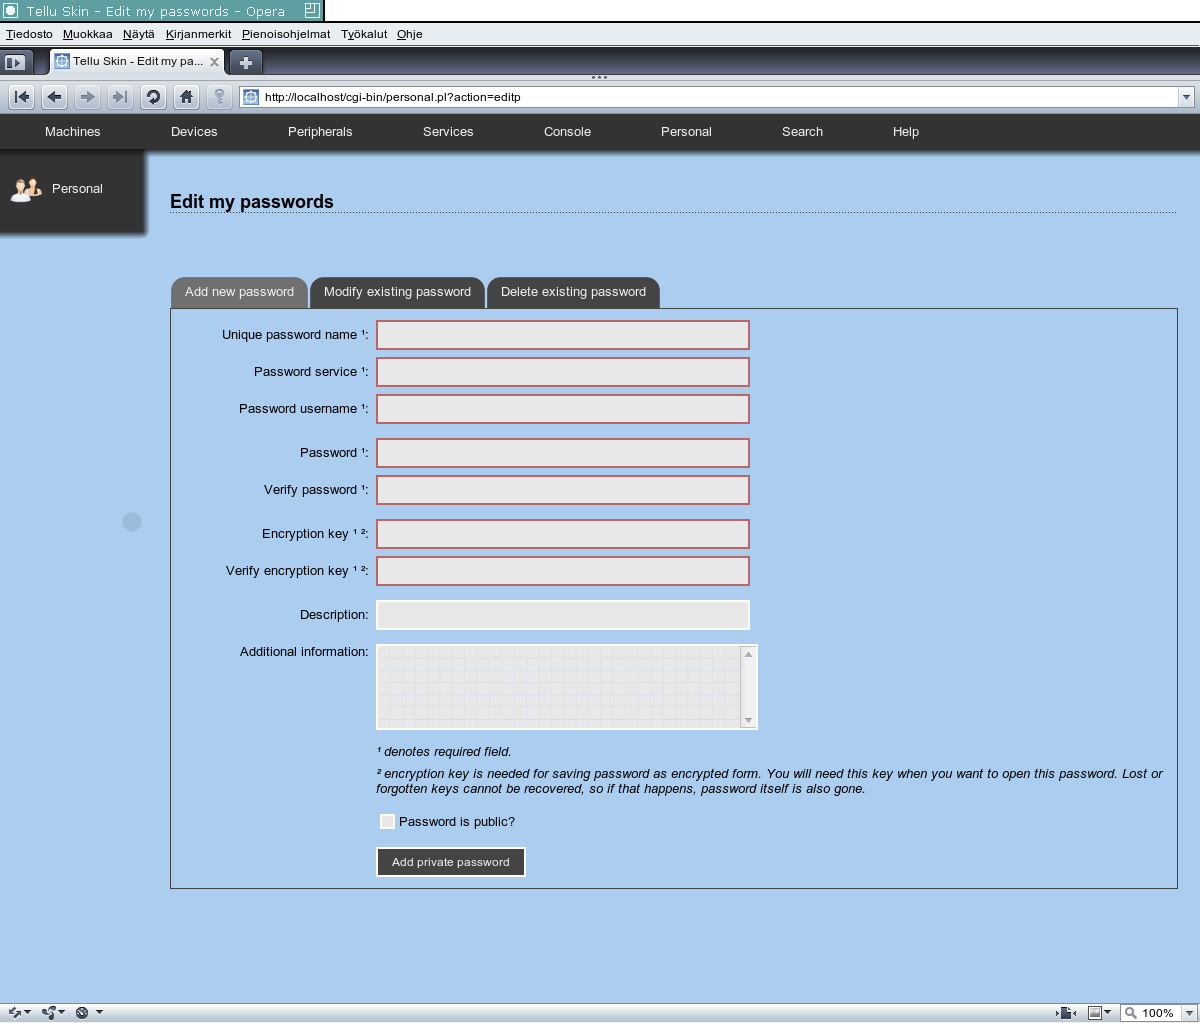 Tellu Skin - Edit my passwords - Opera
Tiedosto Muokkaa Näytä Kirjanmerkit Pienoisohjelmat Työkalut Ohje
Tellu Skin - Edit my pa...
http://localhost/cgi-bin/personal.pl?action=editp
Machines Devices Peripherals Services Console Personal Search Help
Personal
Edit my passwords
Add new password Modify existing password Delete existing password
Unique password name ¹:
Password service ¹:
Password username ¹:
Password ¹:
Verify password ¹:
Encryption key ¹ ²:
Verify encryption key ¹ ²:
Description:
Additional information:
¹ denotes required field.
² encryption key is needed for saving password as encrypted form. You will need this key when you want to open this password. Lost or
forgotten keys cannot be recovered, so if that happens, password itself is also gone.
Password is public?
Add private password
100%